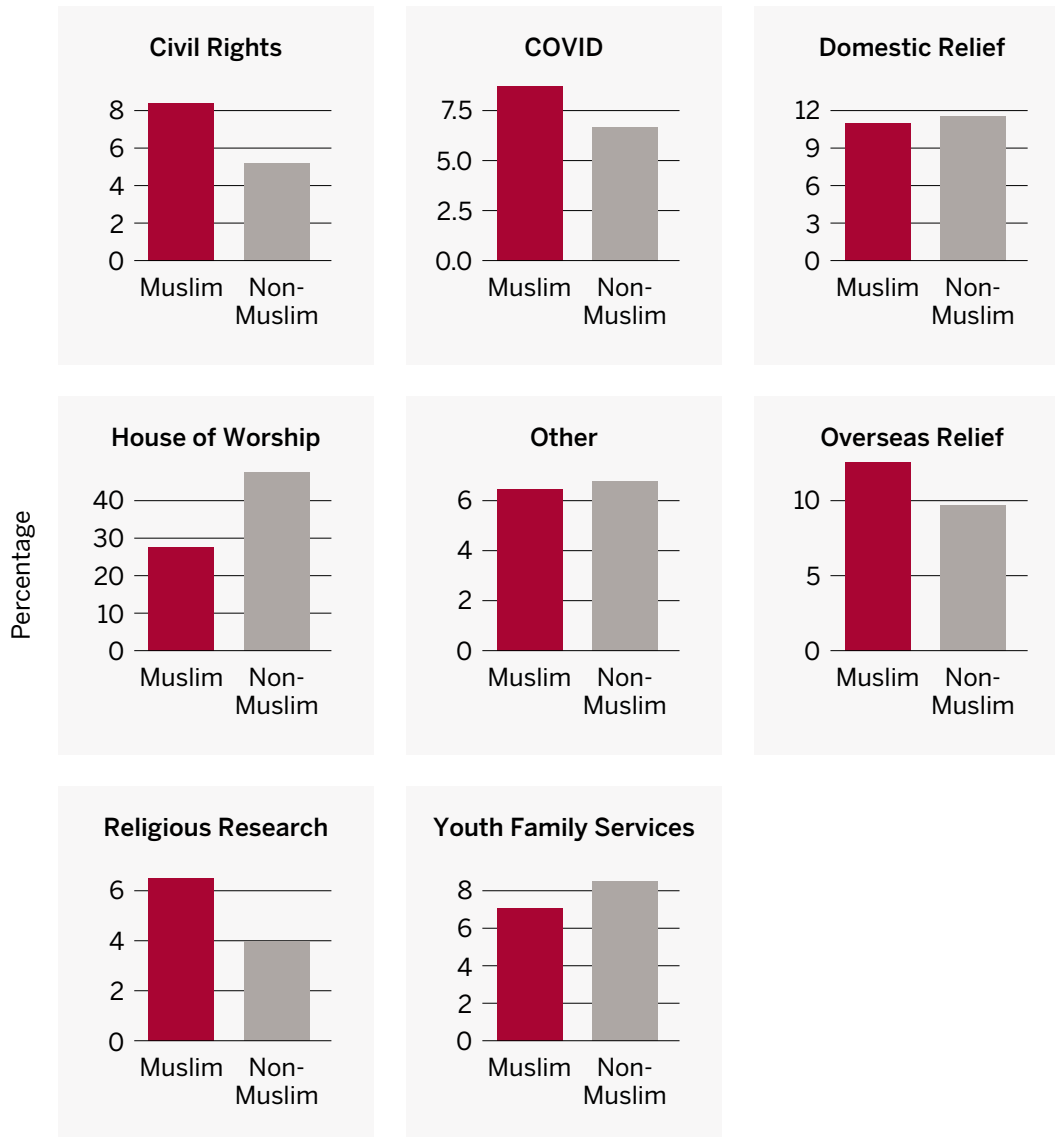 Civil Rights
8
6
4
2
0
Muslim Non-
Muslim
COVID
7.5
5.0
2.5
0.0
Muslim Non-
Muslim
Domestic Relief
12
9
6
3
0
Muslim Non-
Muslim
Percentage
House of Worship
40
30
20
10
0
Muslim Non-
Muslim
Other
6
4
2
0
Muslim Non-
Muslim
Overseas Relief
10
5
0
Muslim Non-
Muslim
Religious Research
6
4
2
0
Muslim Non-
Muslim
Youth Family Services
8
6
4
2
0
Muslim Non-
Muslim